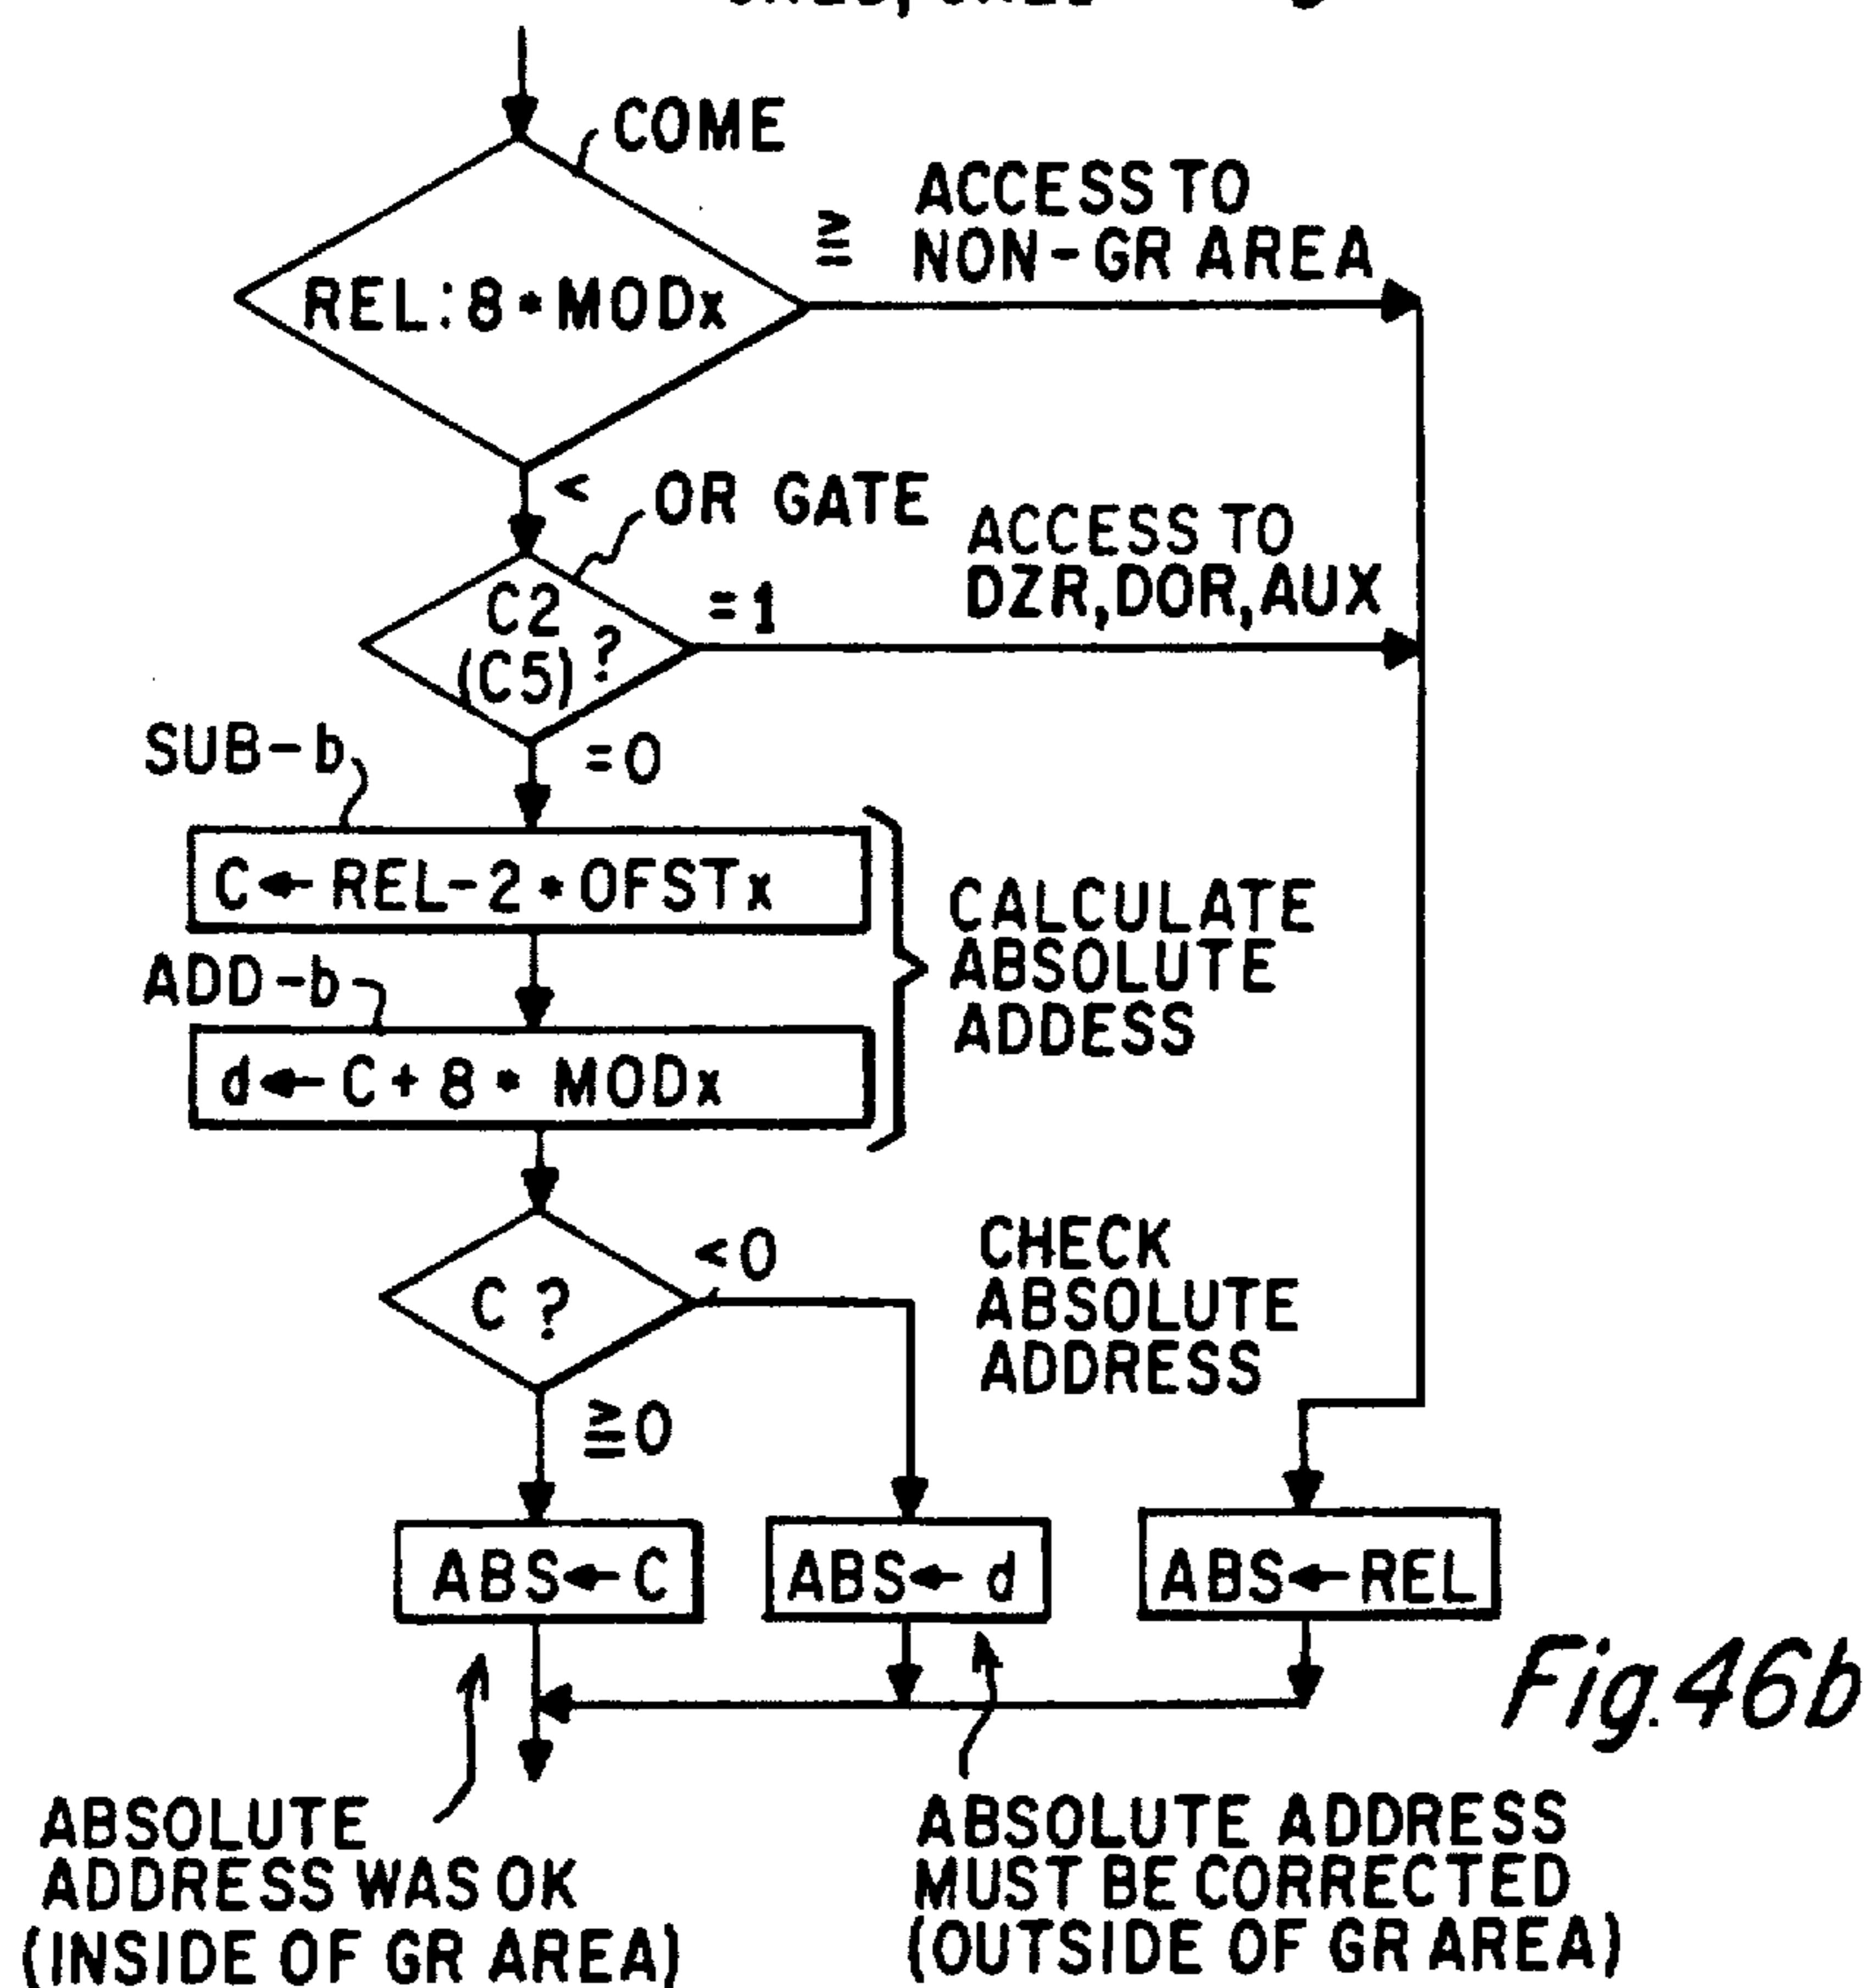 COME
ACCESS TO
≧ NON-GR AREA
REL:8•MODx
< OR GATE
ACCESS TO
DZR,DOR,AUX
C2
(C5)?
=1
SUB-b
=0
C←REL-2•OFSTx
CALCULATE
ABSOLUTE
ADDESS
ADD-b
d←C+8• MODx
<0
CHECK
ABSOLUTE
ADDRESS
C ?
≧0
ABS←C
ABS←d
ABS←REL
Fig.46b
ABSOLUTE
ADDRESS WAS OK
(INSIDE OF GR AREA)
ABSOLUTE ADDRESS
MUST BE CORRECTED
(OUTSIDE OF GR AREA)